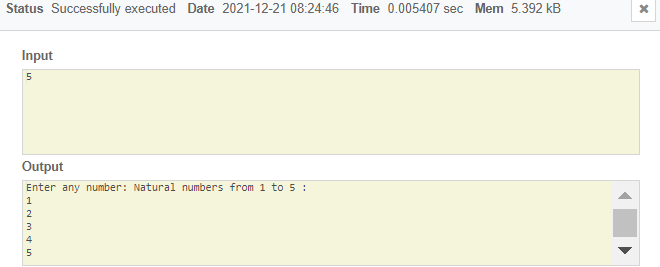 Status Successfully executed Date 2021-12-21 08:24:46 Time 0.005407 sec Mem 5.392 kB
Input
5
Output
Enter any number: Natural numbers from 1 to 5 :
1
2
3
4
5